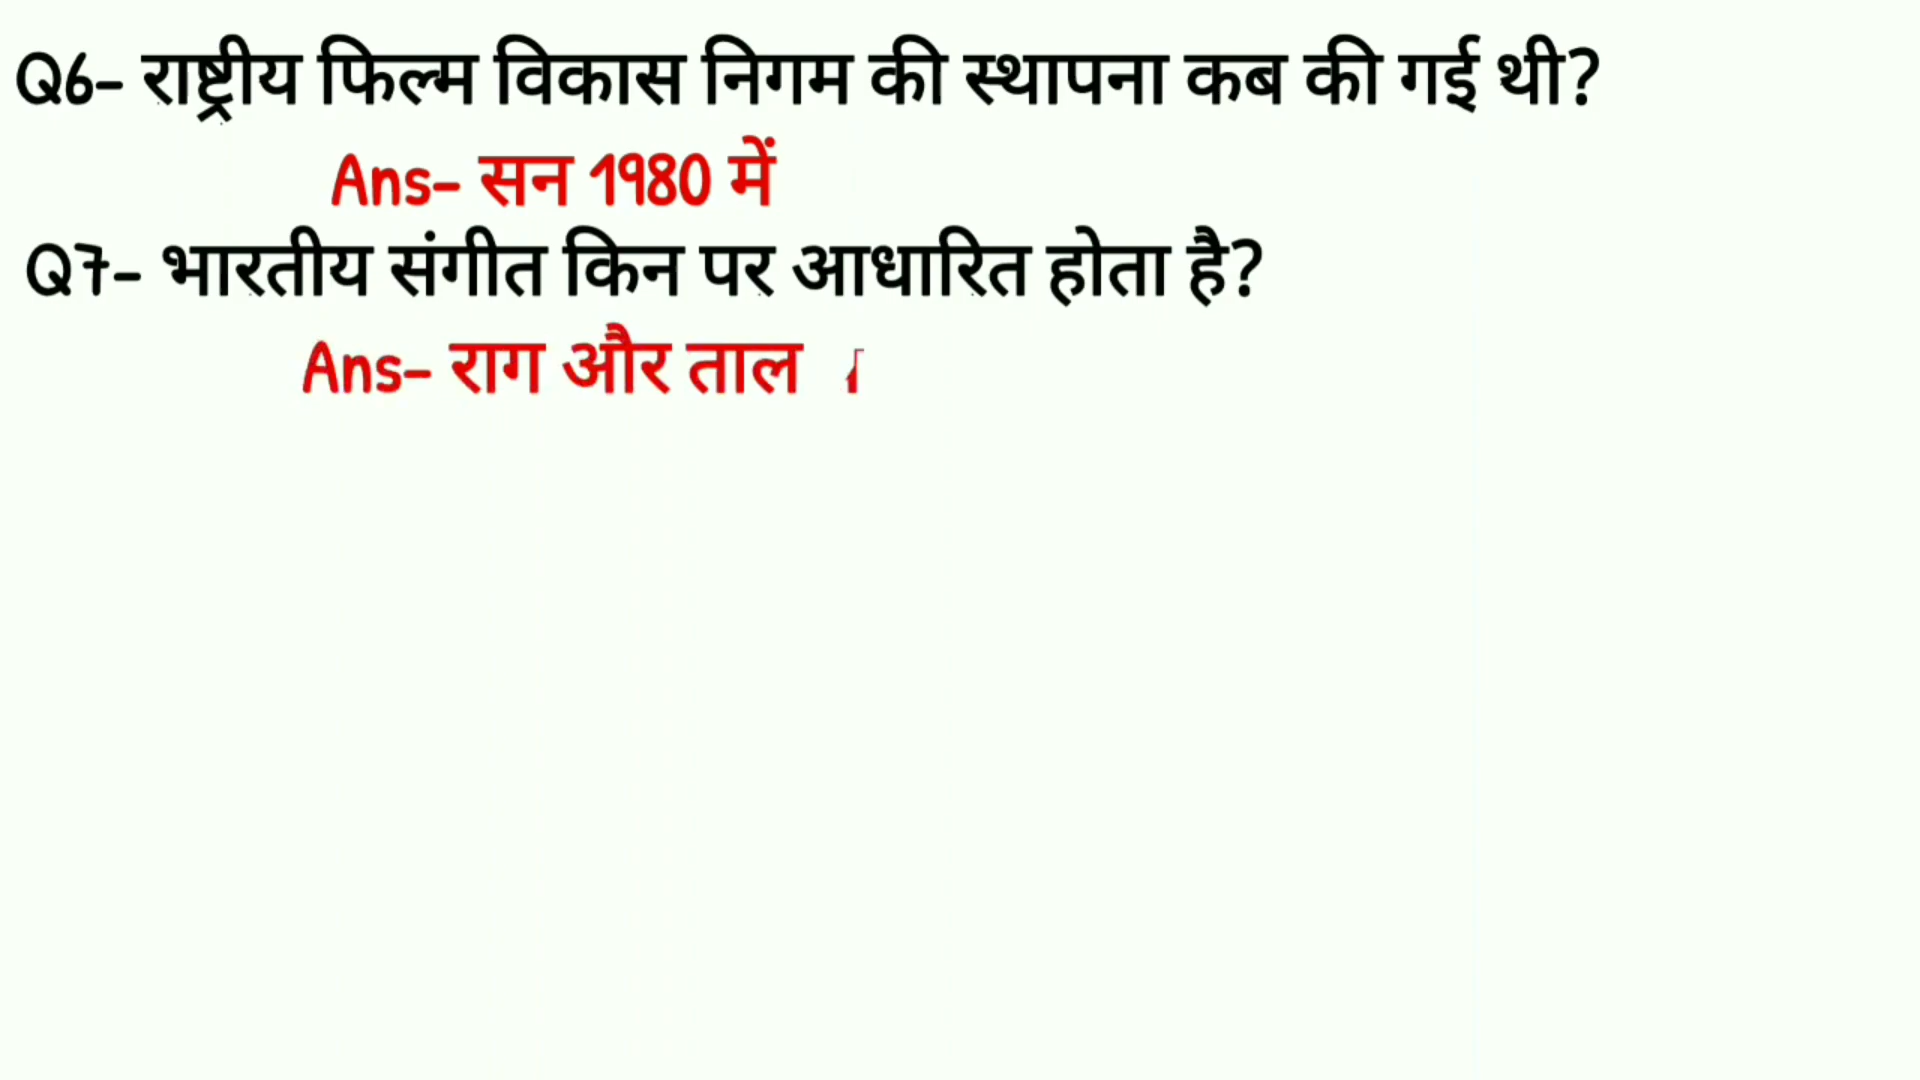 Q6- राष्ट्रीय फिल्म विकास निगम की स्थापना कब की गई थी?
Ans- सन 1980 में
Q7- भारतीय संगीत किन पर आधारित होता है?
Ans- राग और ताल